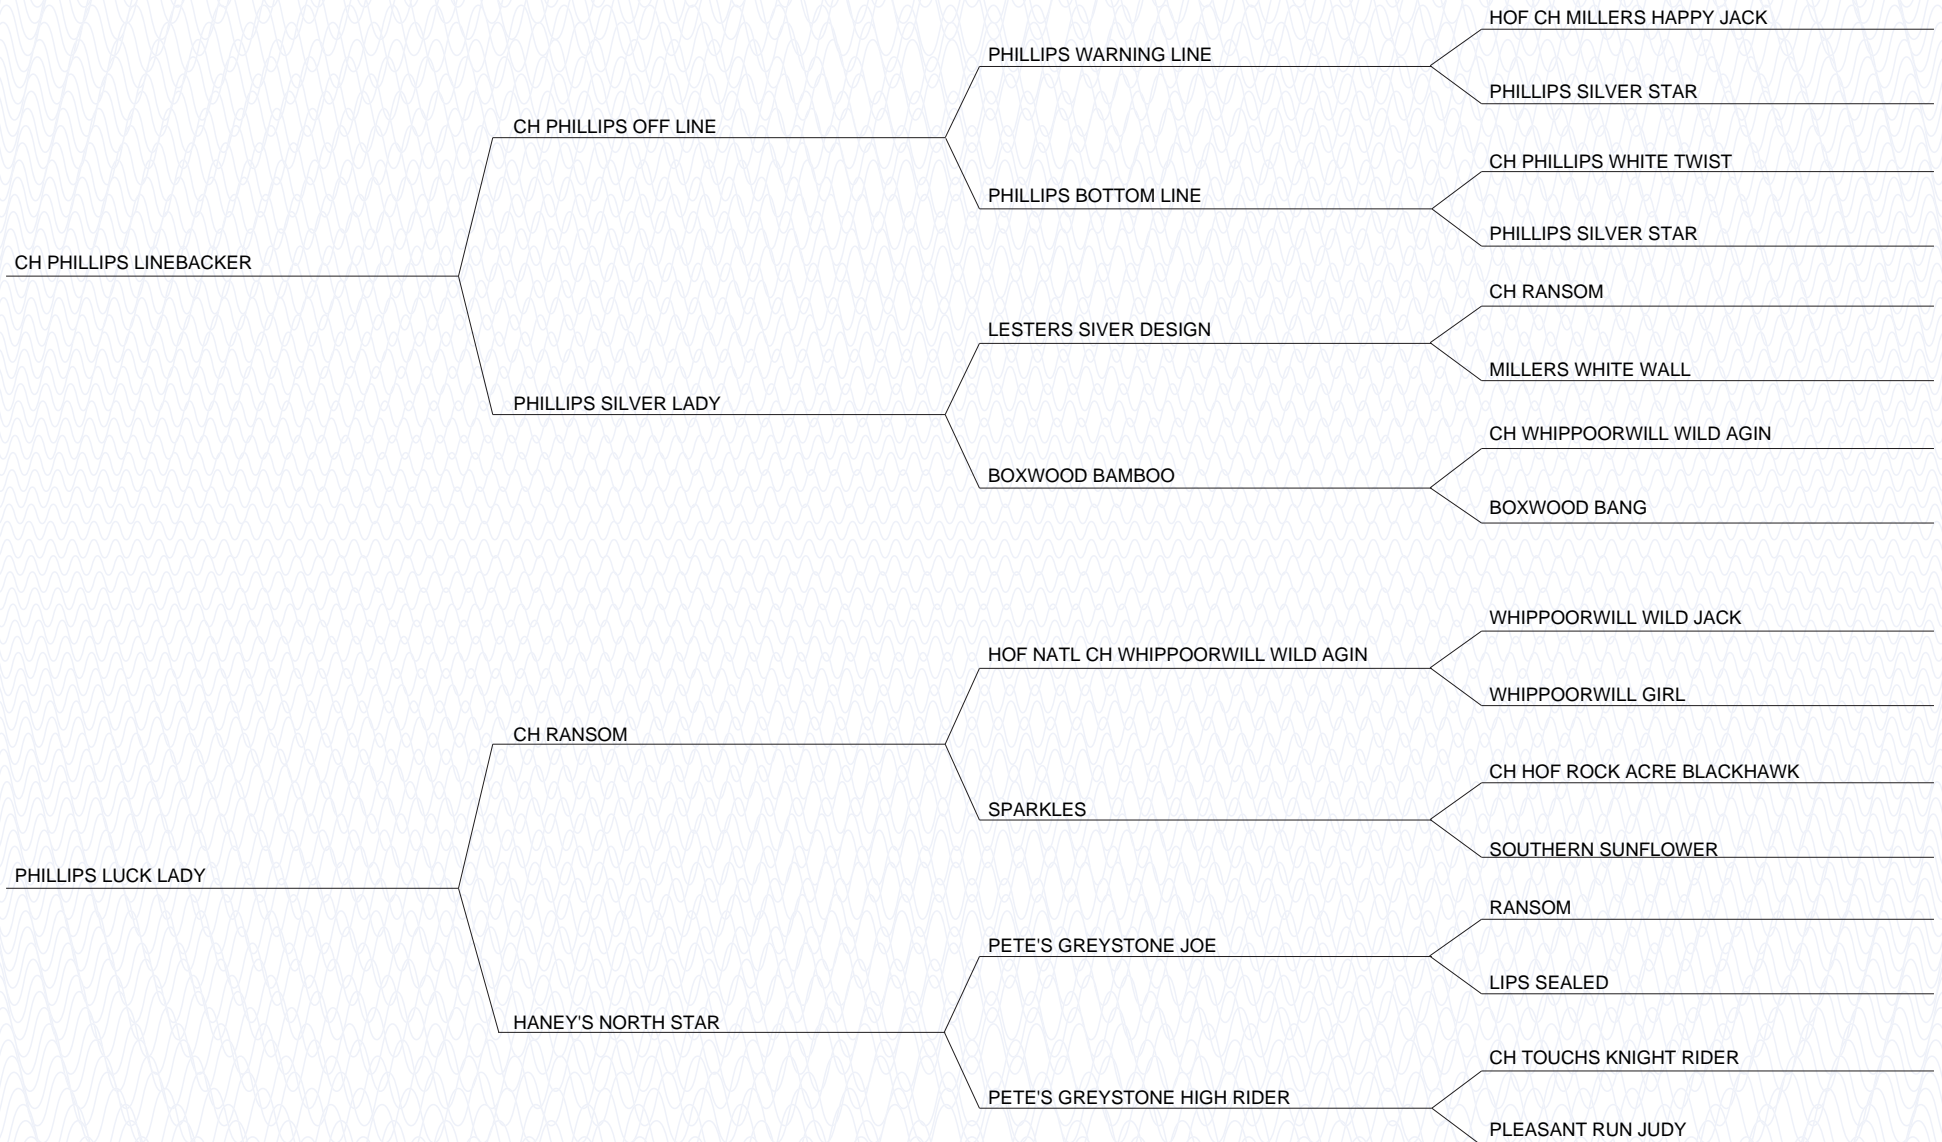 HOF CH MILLERS HAPPY JACK
PHILLIPS WARNING LINE
PHILLIPS SILVER STAR
CH PHILLIPS OFF LINE
CH PHILLIPS WHITE TWIST
PHILLIPS BOTTOM LINE
PHILLIPS SILVER STAR
CH PHILLIPS LINEBACKER
CH RANSOM
LESTERS SIVER DESIGN
MILLERS WHITE WALL
PHILLIPS SILVER LADY
CH WHIPPOORWILL WILD AGIN
BOXWOOD BAMBOO
BOXWOOD BANG
WHIPPOORWILL WILD JACK
HOF NATL CH WHIPPOORWILL WILD AGIN
WHIPPOORWILL GIRL
CH RANSOM
CH HOF ROCK ACRE BLACKHAWK
SPARKLES
SOUTHERN SUNFLOWER
PHILLIPS LUCK LADY
RANSOM
PETE'S GREYSTONE JOE
LIPS SEALED
HANEY'S NORTH STAR
CH TOUCHS KNIGHT RIDER
PETE'S GREYSTONE HIGH RIDER
PLEASANT RUN JUDY